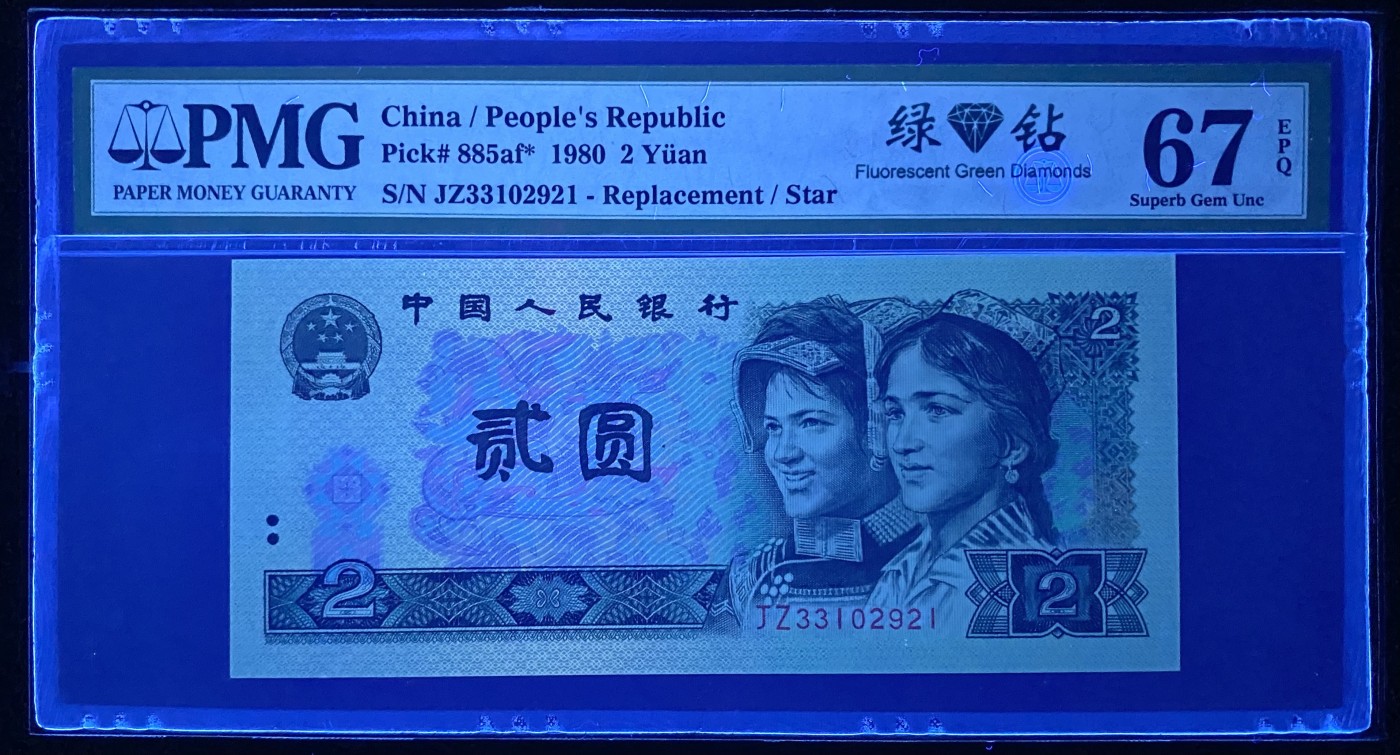 PMG
PAPER MONEY GUARANTY
China / People's Republic
Pick# 885af* 1980 2 Yüan
S/N JZ33102921 - Replacement / Star
绿 钻
Fluorescent Green Diamonds
67
EPQ
Superb Gem Unc
中国人民银行
2
贰圆
2
JZ33102921
2